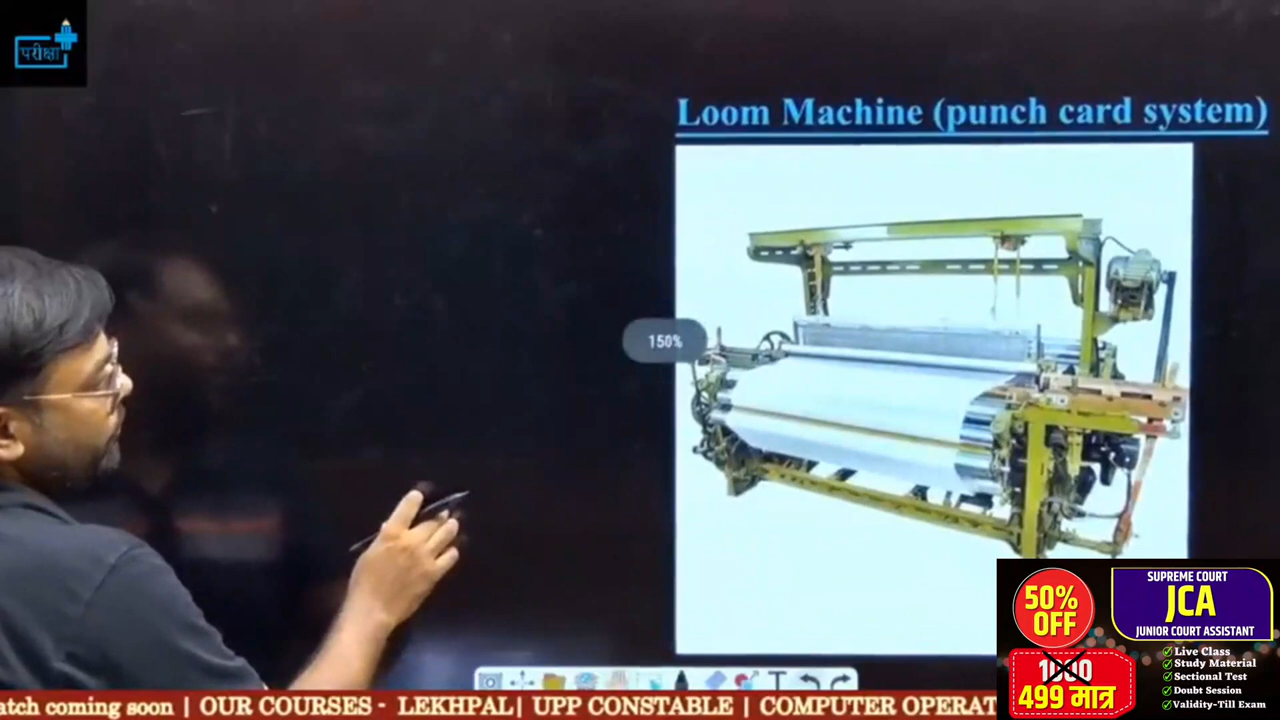 परीक्षा
Loom Machine (punch card system)
150%
50%
OFF
1000
499 मात्र
SUPREME COURT
JCA
JUNIOR COURT ASSISTANT
Live Class
Study Material
Sectional Test
Doubt Session
Validity-Till Exam
atch coming soon | OUR COURSES - LEKHPAL| UPP CONSTABLE | COMPUTER OPERAT